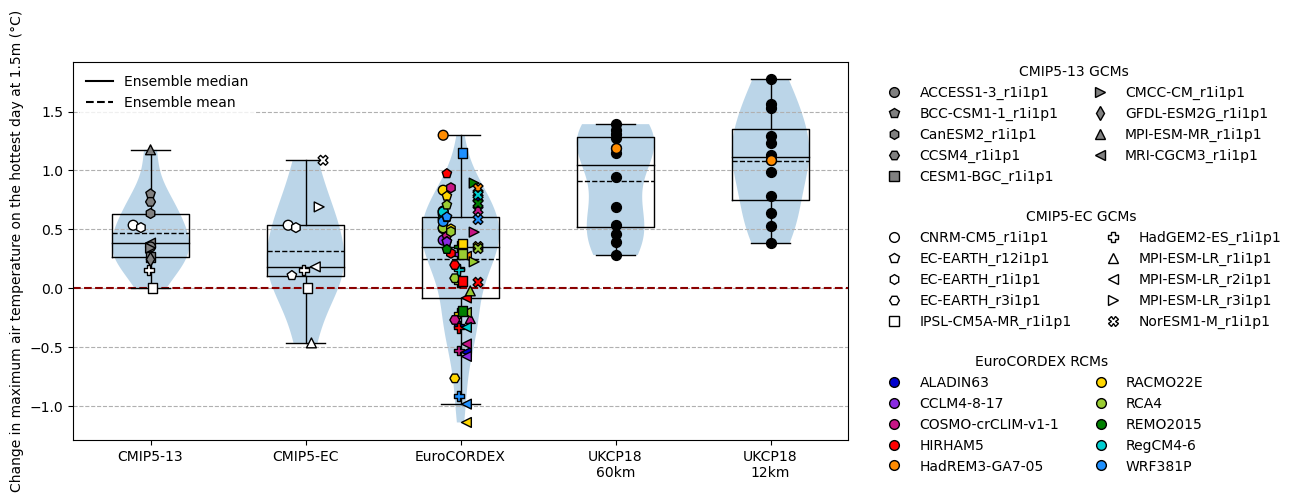 Change in maximum air temperature on the hottest day at 1.5m (°C)
Ensemble median
Ensemble mean
1.5
1.0
0.5
0.0
−0.5
−1.0
CMIP5-13
CMIP5-EC
EuroCORDEX
UKCP18
60km
UKCP18
12km
CMIP5-13 GCMs
ACCESS1-3_r1i1p1
BCC-CSM1-1_r1i1p1
CanESM2_r1i1p1
CCSM4_r1i1p1
CESM1-BGC_r1i1p1
CMCC-CM_r1i1p1
GFDL-ESM2G_r1i1p1
MPI-ESM-MR_r1i1p1
MRI-CGCM3_r1i1p1
CMIP5-EC GCMs
CNRM-CM5_r1i1p1
EC-EARTH_r12i1p1
EC-EARTH_r1i1p1
EC-EARTH_r3i1p1
IPSL-CM5A-MR_r1i1p1
HadGEM2-ES_r1i1p1
MPI-ESM-LR_r1i1p1
MPI-ESM-LR_r2i1p1
MPI-ESM-LR_r3i1p1
NorESM1-M_r1i1p1
EuroCORDEX RCMs
ALADIN63
CCLM4-8-17
COSMO-crCLIM-v1-1
HIRHAM5
HadREM3-GA7-05
RACMO22E
RCA4
REMO2015
RegCM4-6
WRF381P